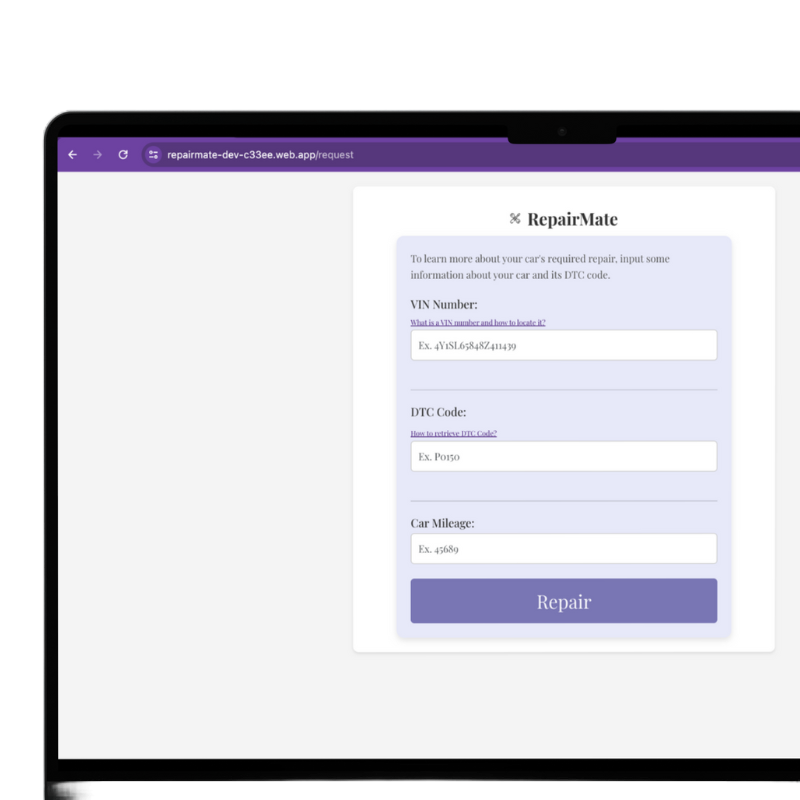 repairmate-dev-c33ee.web.app/request
RepairMate
To learn more about your car's required repair, input some
information about your car and its DTC code.
VIN Number:
What is a VIN number and how to locate it?
Ex. 4Y1SL65848Z411439
DTC Code:
How to retrieve DTC Code?
Ex. P0150
Car Mileage:
Ex. 45689
Repair